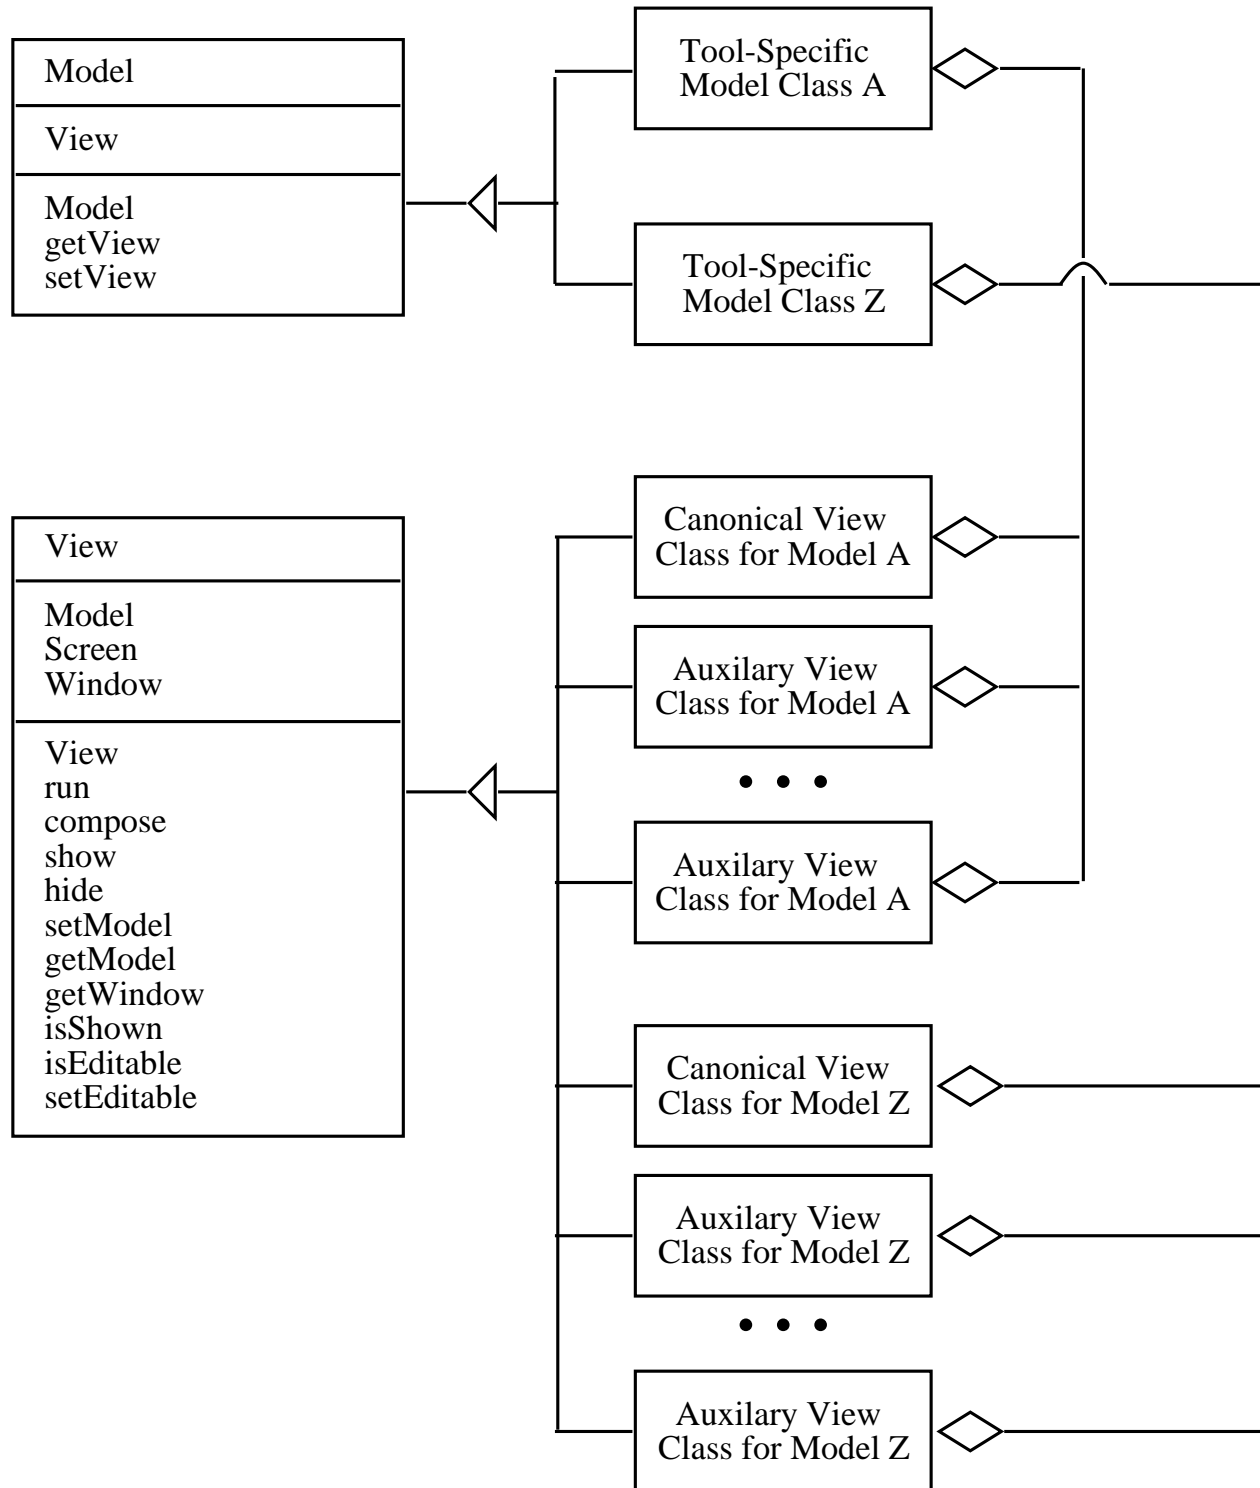 Model
View
Model
getView
setView
Tool-Specific
Model Class A
Tool-Specific
Model Class Z
View
Model
Screen
Window
View
run
compose
show
hide
setModel
getModel
getWindow
isShown
isEditable
setEditable
Canonical View
Class for Model A
Auxilary View
Class for Model A
• • •
Auxilary View
Class for Model A
Canonical View
Class for Model Z
Auxilary View
Class for Model Z
• • •
Auxilary View
Class for Model Z